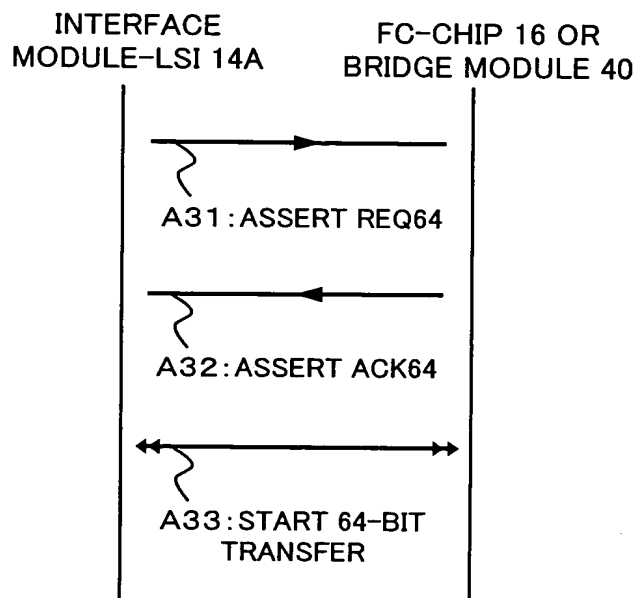 INTERFACE
MODULE-LSI 14A
FC-CHIP 16 OR
BRIDGE MODULE 40
A31:ASSERT REQ64
A32:ASSERT ACK64
A33:START 64-BIT
TRANSFER